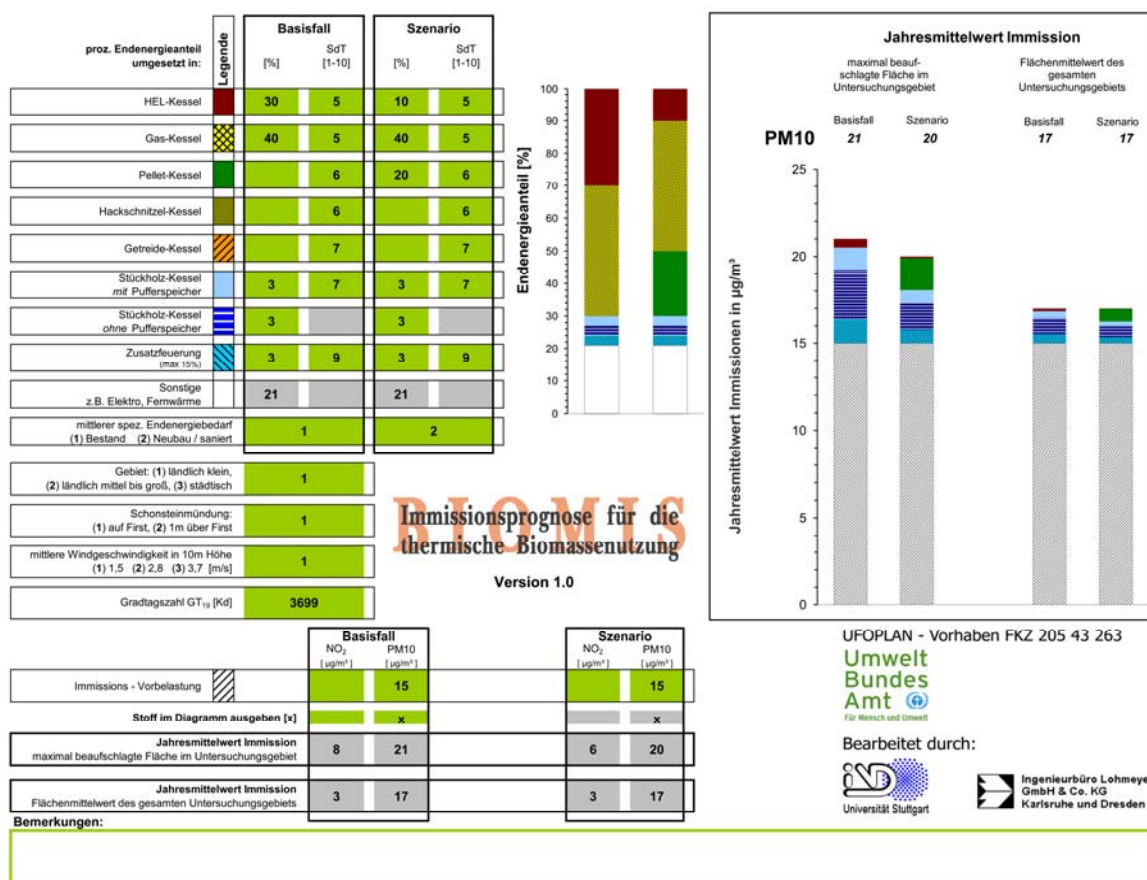 Basisfall
Szenario
proz. Endenergieanteil
umgesetzt in:
Legende
[%]
SdT
[1-10]
[%]
SdT
[1-10]
HEL-Kessel 30 5 10 5
Gas-Kessel 40 5 40 5
Pellet-Kessel 6 20 6
Hackschnitzel-Kessel 6 6
Getreide-Kessel 7 7
Stückholz-Kessel
mit Pufferspeicher 3 7 3 7
Stückholz-Kessel
ohne Pufferspeicher 3 3
Zusatzfeuerung
(max 15%) 3 9 3 9
Sonstige
z.B. Elektro, Fernwärme 21 21
mittlerer spez. Endenergiebedarf
(1) Bestand (2) Neubau / saniert 1 2
Gebiet: (1) ländlich klein,
(2) ländlich mittel bis groß, (3) städtisch 1
Schonsteinmündung:
(1) auf First, (2) 1m über First 1
mittlere Windgeschwindigkeit in 10m Höhe
(1) 1,5 (2) 2,8 (3) 3,7 [m/s] 1
Gradtagszahl GT19 [Kd] 3699
Endenergieanteil [%]
100
90
80
70
60
50
40
30
20
10
0
BIOMIS
Immissionsprognose für die
thermische Biomassenutzung
Version 1.0
Jahresmittelwert Immission
maximal beauf-
schlagte Fläche im
Untersuchungsgebiet
Flächenmittelwert des
gesamten
Untersuchungsgebiets
Basisfall Szenario Basisfall Szenario
PM10 21 20 17 17
Jahresmittelwert Immissionen in µg/m³
25
20
15
10
5
0
Basisfall
Szenario
NO2 PM10 NO2 PM10
[ µg/m³ ] [ µg/m³ ] [ µg/m³ ] [ µg/m³ ]
Immissions - Vorbelastung 15 15
Stoff im Diagramm ausgeben [x] x x
Jahresmittelwert Immission
maximal beaufschlagte Fläche im Untersuchungsgebiet 8 21 6 20
Jahresmittelwert Immission
Flächenmittelwert des gesamten Untersuchungsgebiets 3 17 3 17
Bemerkungen:
UFOPLAN - Vorhaben FKZ 205 43 263
Umwelt
Bundes
Amt
Für Mensch und Umwelt
Bearbeitet durch:
Universität Stuttgart
Ingenieurbüro Lohmeye
GmbH & Co. KG
Karlsruhe und Dresden